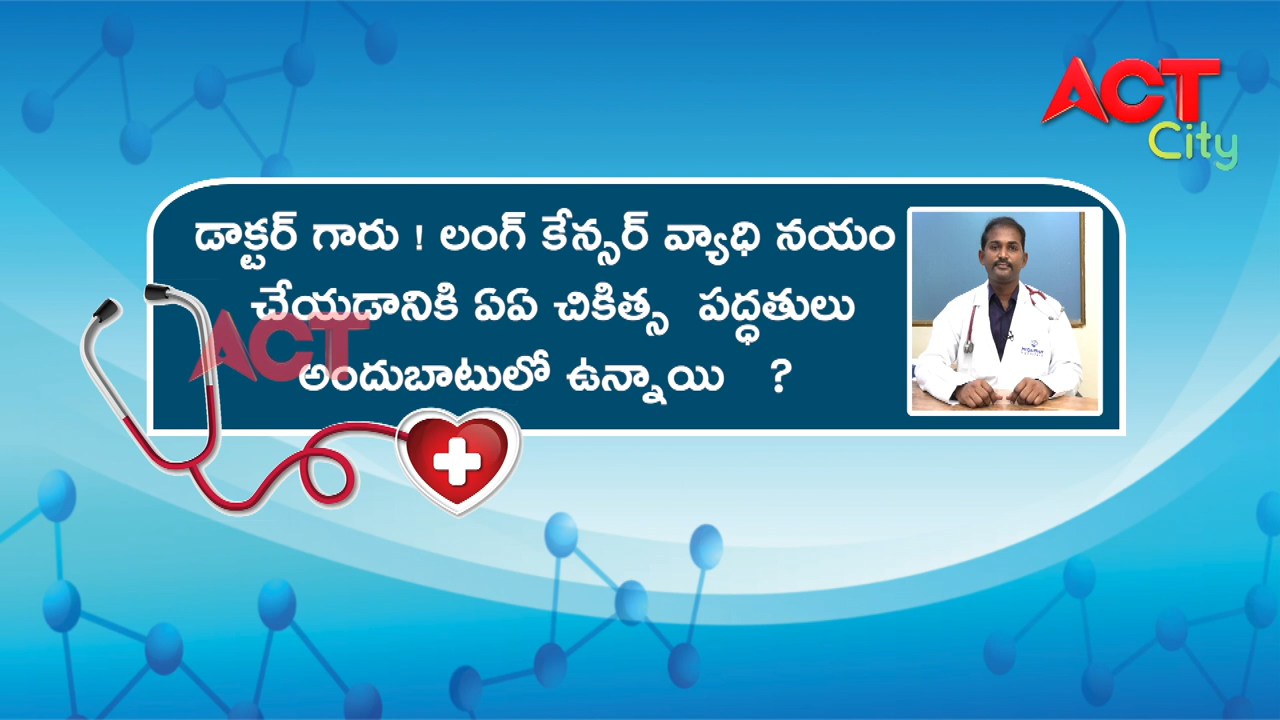 ACT
City
డాక్టర్ గారు ! లంగ్ కేన్సర్ వ్యాధి నయం
చేయడానికి ఏఏ చికిత్స పద్ధతులు
అందుబాటులో ఉన్నాయి ?
ACT